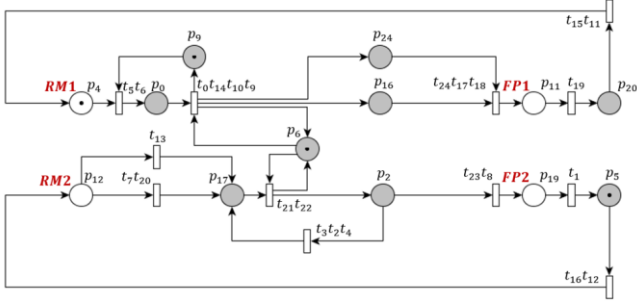 t₁₅t₁₁
p₉
p₂₄
RM1 p₄
t₅t₆ p₀
t₀t₁₄t₁₀t₉
p₁₆
t₂₄t₁₇t₁₈ FP1 p₁₁ t₁₉ p₂₀
p₆
t₁₃
RM2 p₁₂
t₇t₂₀
p₁₇
t₂₁t₂₂
p₂
t₂₃t₈ FP2 p₁₉ t₁ p₅
t₃t₂t₄
t₁₆t₁₂